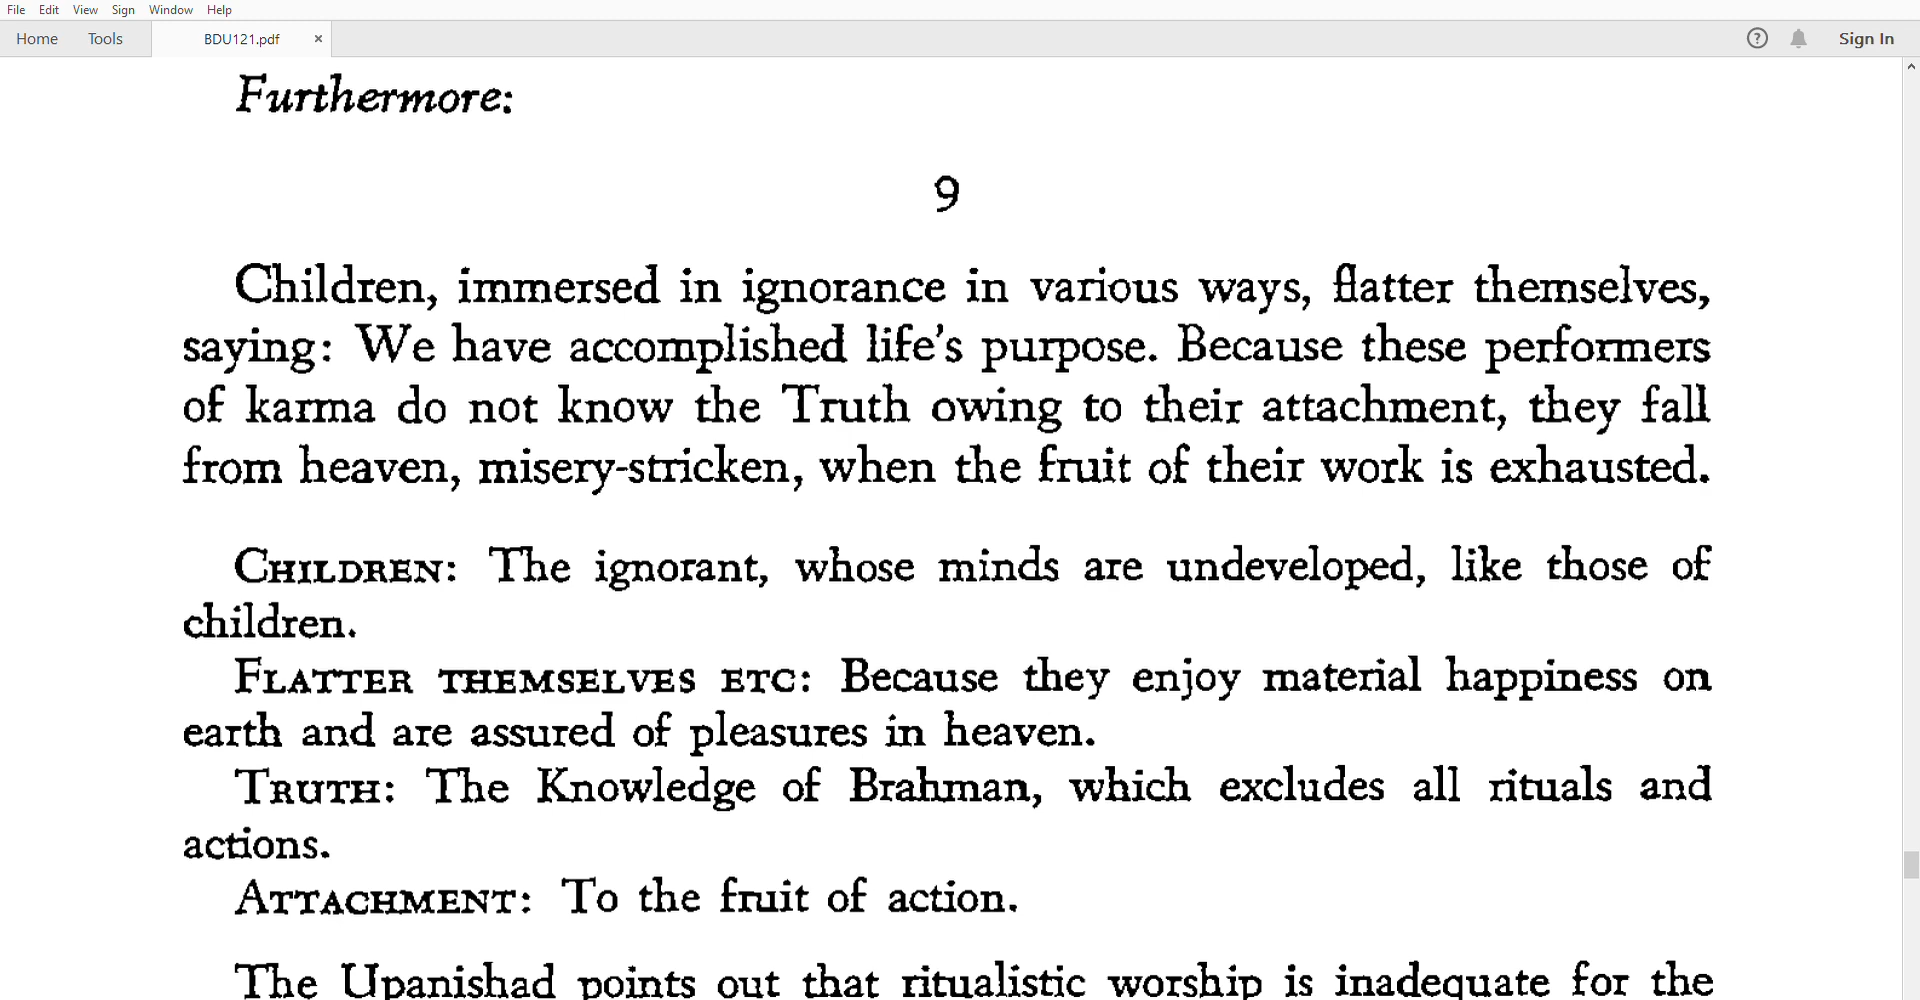 File Edit View Sign Window Help
Home Tools BDU121.pdf × ? Sign In
Furthermore:
9
Children, immersed in ignorance in various ways, flatter themselves,
saying: We have accomplished life's purpose. Because these performers
of karma do not know the Truth owing to their attachment, they fall
from heaven, misery-stricken, when the fruit of their work is exhausted.
CHILDREN: The ignorant, whose minds are undeveloped, like those of
children.
FLATTER THEMSELVES ETC: Because they enjoy material happiness on
earth and are assured of pleasures in heaven.
TRUTH: The Knowledge of Brahman, which excludes all rituals and
actions.
ATTACHMENT: To the fruit of action.
The Upanishad points out that ritualistic worship is inadequate for the